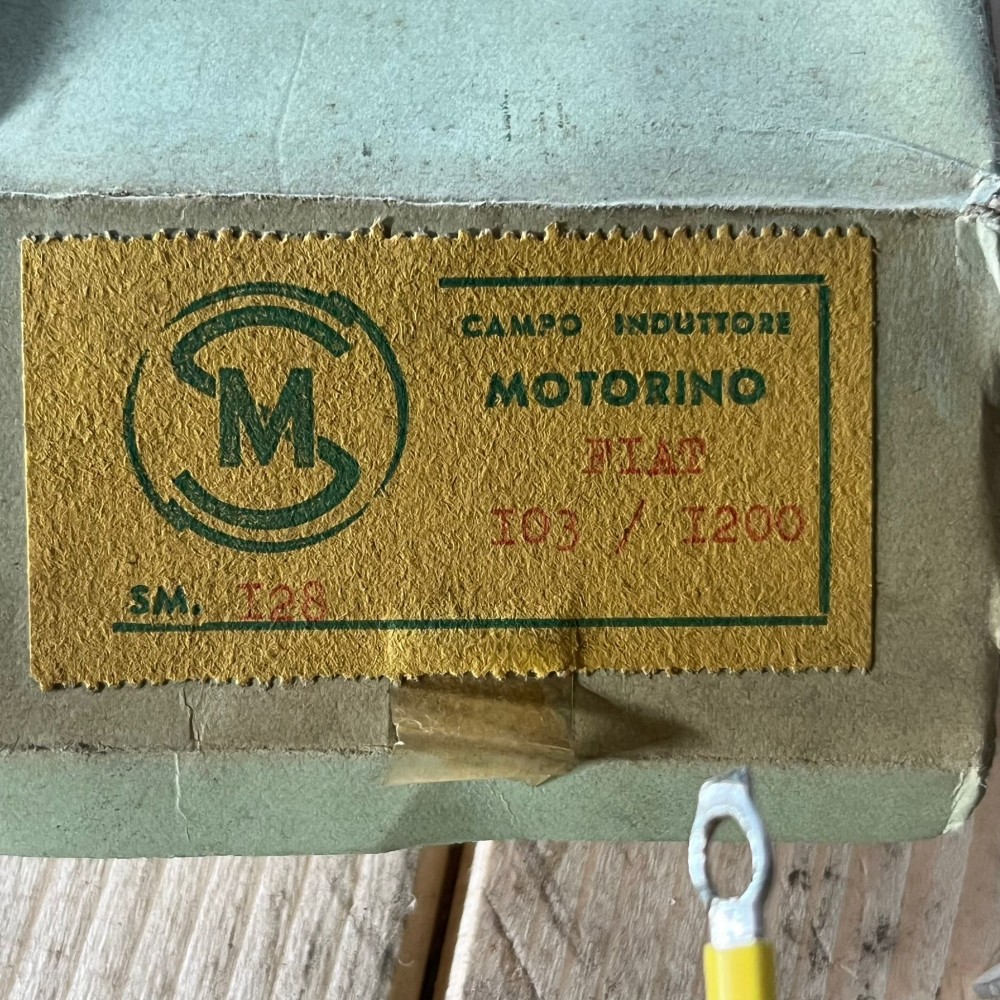 SM
CAMPO INDUTTORE
MOTORINO
FIAT
I03 / I200
SM. I28